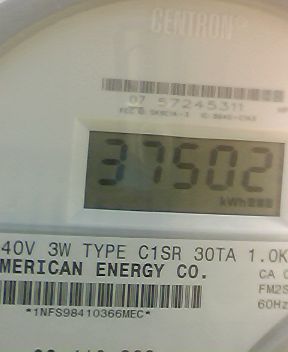 CENTRON®
07 57245311
37502
kWh
40V 3W TYPE C1SR 30TA 1.0K
MERICAN ENERGY CO.
CA 0
FM2S
60Hz
*1NFS98410366MEC*